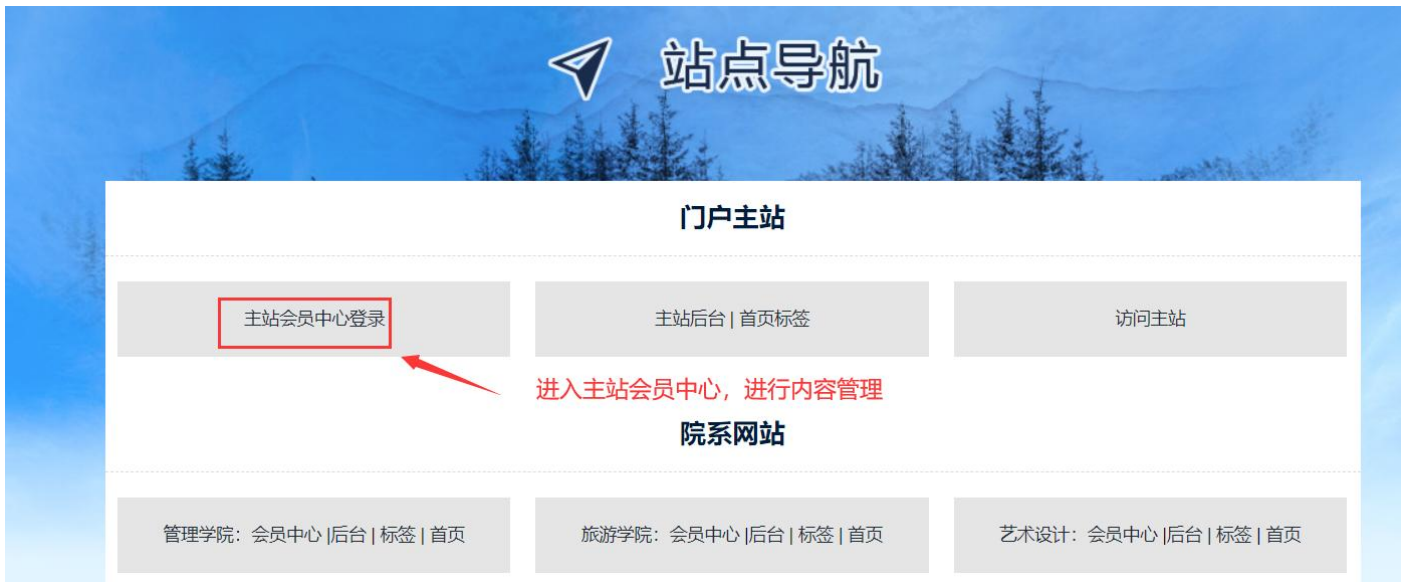 站点导航
门户主站
主站会员中心登录
主站后台 | 首页标签
访问主站
进入主站会员中心，进行内容管理
院系网站
管理学院：会员中心 |后台 | 标签 | 首页
旅游学院：会员中心 |后台 | 标签 | 首页
艺术设计：会员中心 |后台 | 标签 | 首页